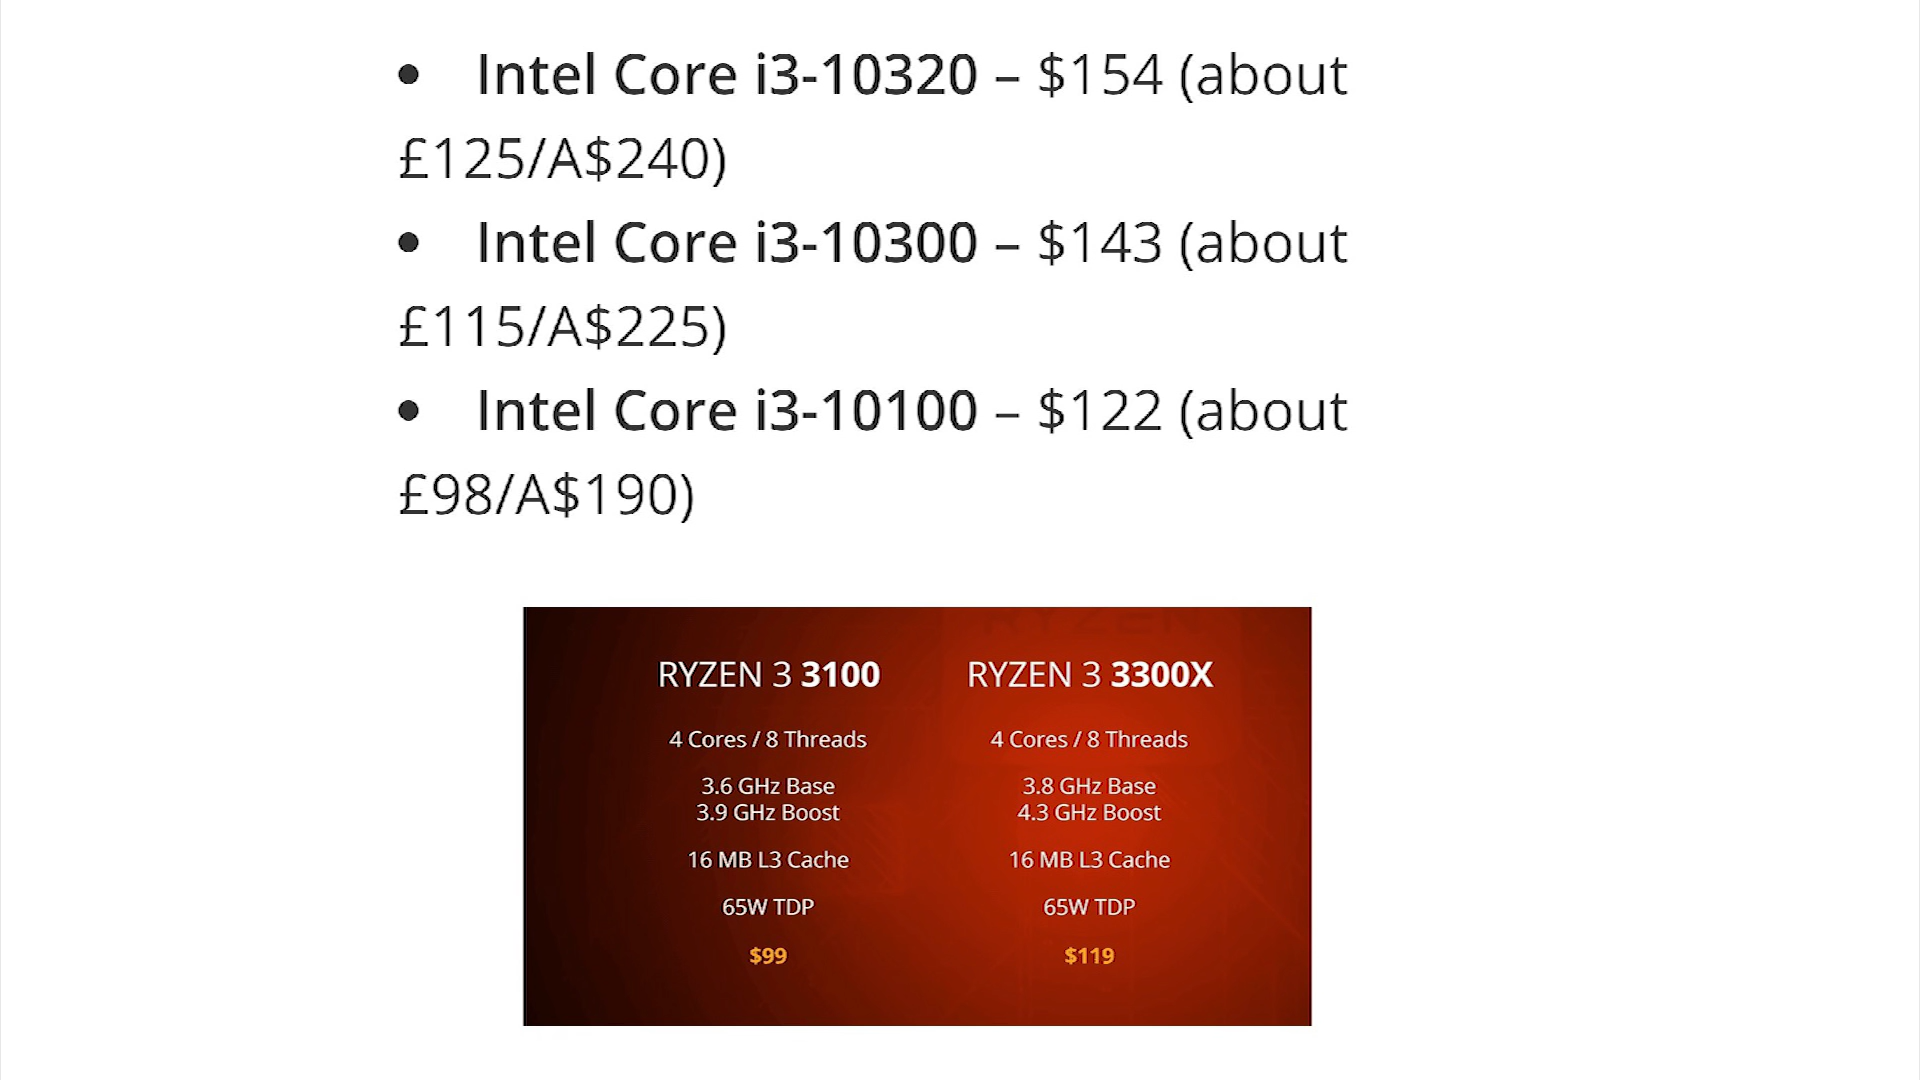 • Intel Core i3-10320 – $154 (about
£125/A$240)
• Intel Core i3-10300 – $143 (about
£115/A$225)
• Intel Core i3-10100 – $122 (about
£98/A$190)
RYZEN 3 3100
4 Cores / 8 Threads
3.6 GHz Base
3.9 GHz Boost
16 MB L3 Cache
65W TDP
$99
RYZEN
RYZEN 3 3300X
4 Cores / 8 Threads
3.8 GHz Base
4.3 GHz Boost
16 MB L3 Cache
65W TDP
$119